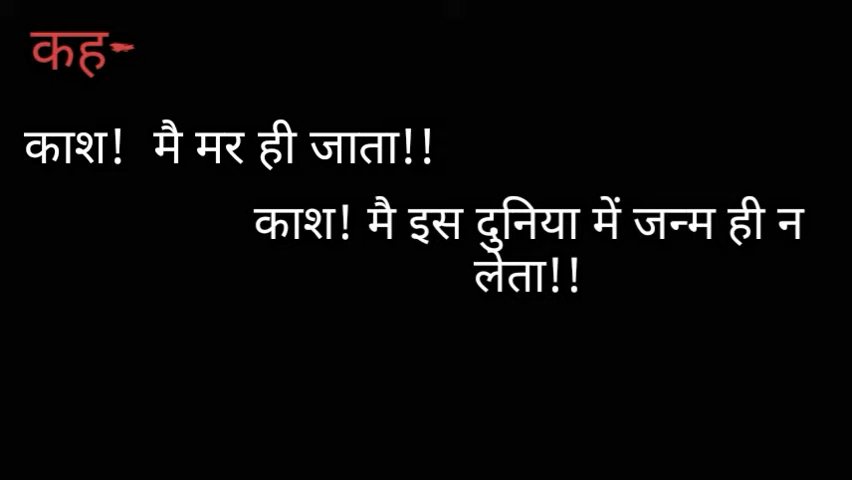 कह-
काश! मै मर ही जाता!!
काश! मै इस दुनिया में जन्म ही न
लेता!!